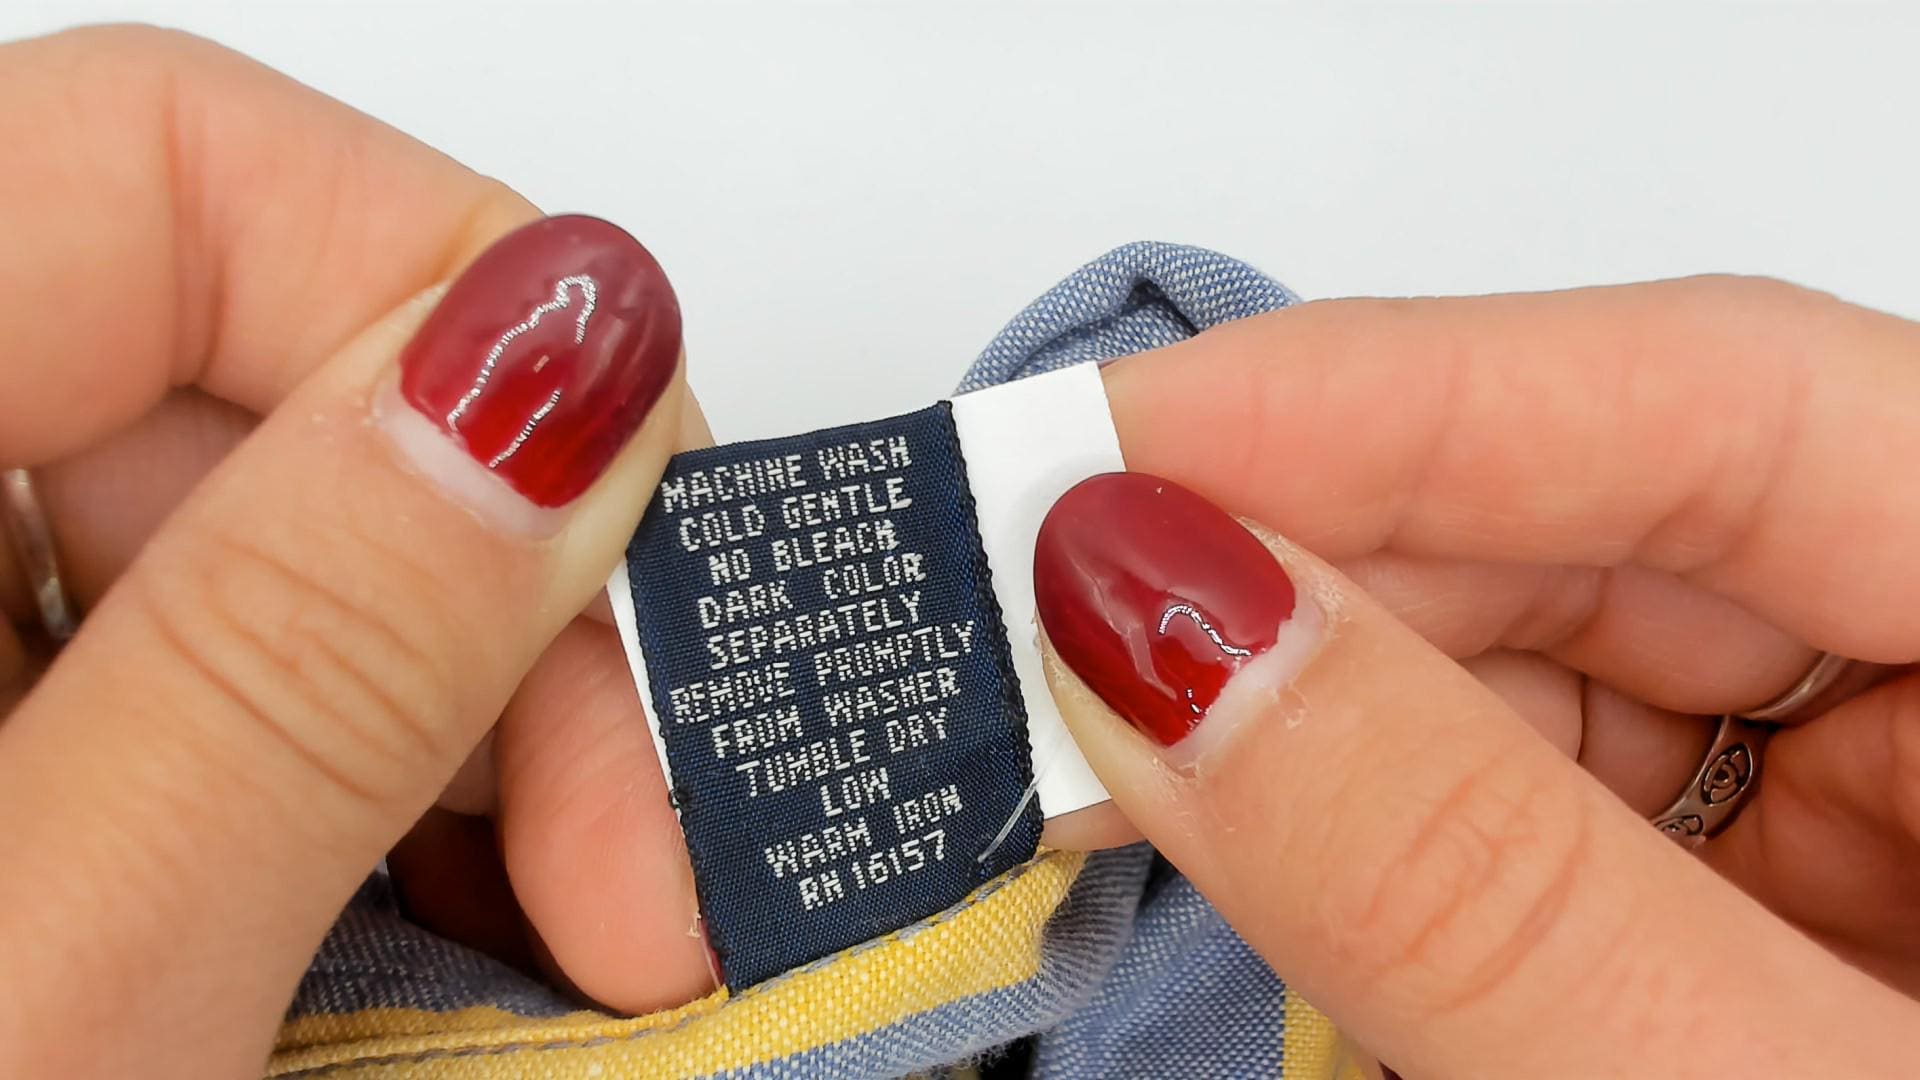 MACHINE WASH
COLD GENTLE
NO BLEACH
DARK COLOR
SEPARATELY
REMOVE PROMPTLY
FROM WASHER
TUMBLE DRY
LOW
WARM IRON
RN 16157